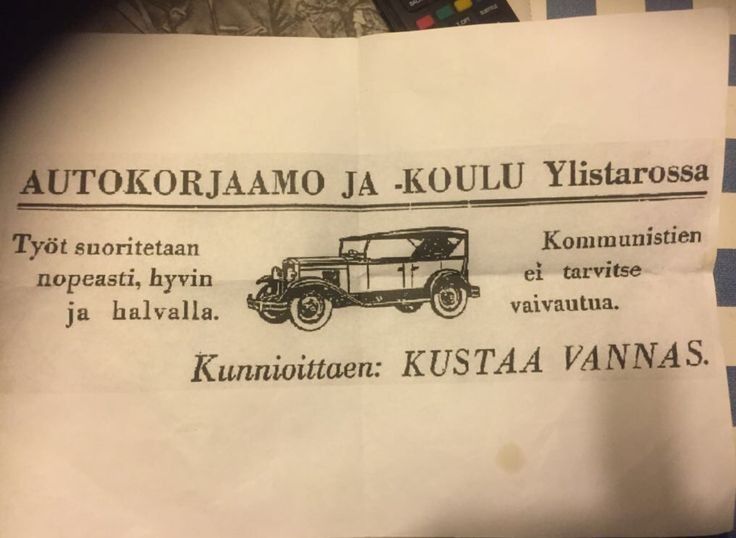 AUTOKORJAAMO JA -KOULU Ylistarossa
Työt suoritetaan
nopeasti, hyvin
ja halvalla.
Kommunistien
ei tarvitse
vaivautua.
Kunnioittaen: KUSTAA VANNAS.